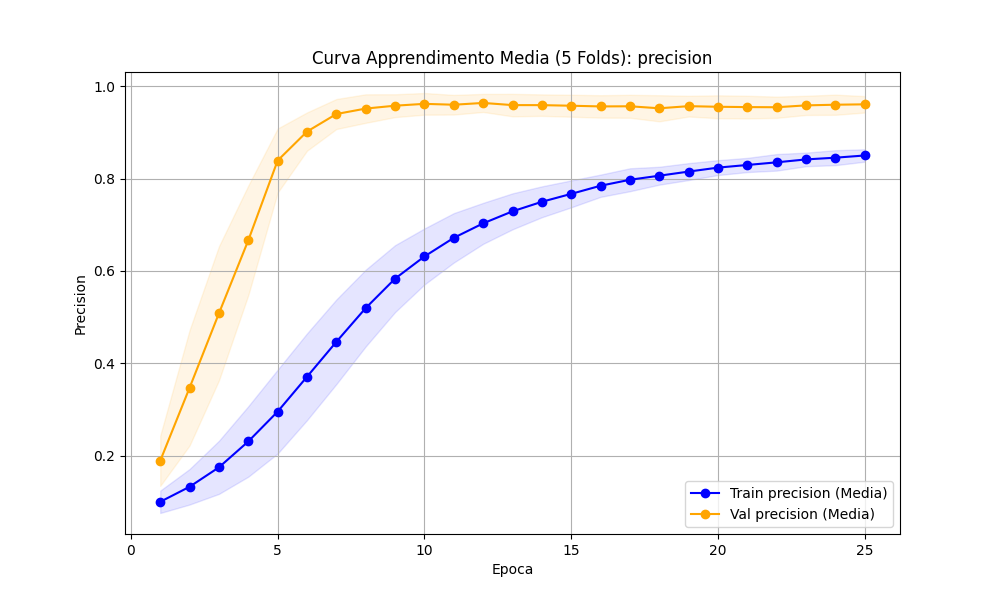 Curva Apprendimento Media (5 Folds): precision
1.0
0.8
0.6
0.4
0.2
Precision
0 5 10 15 20 25
Epoca
Train precision (Media)
Val precision (Media)